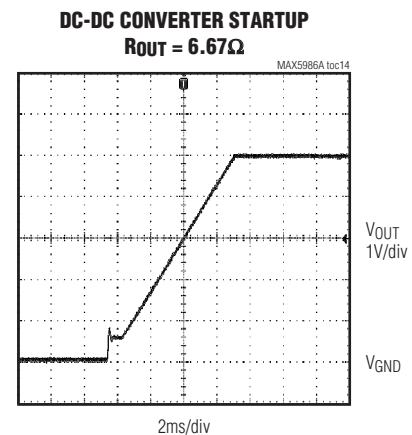 DC-DC CONVERTER STARTUP
ROUT = 6.67Ω
MAX5986A toc14
VOUT
1V/div
VGND
2ms/div